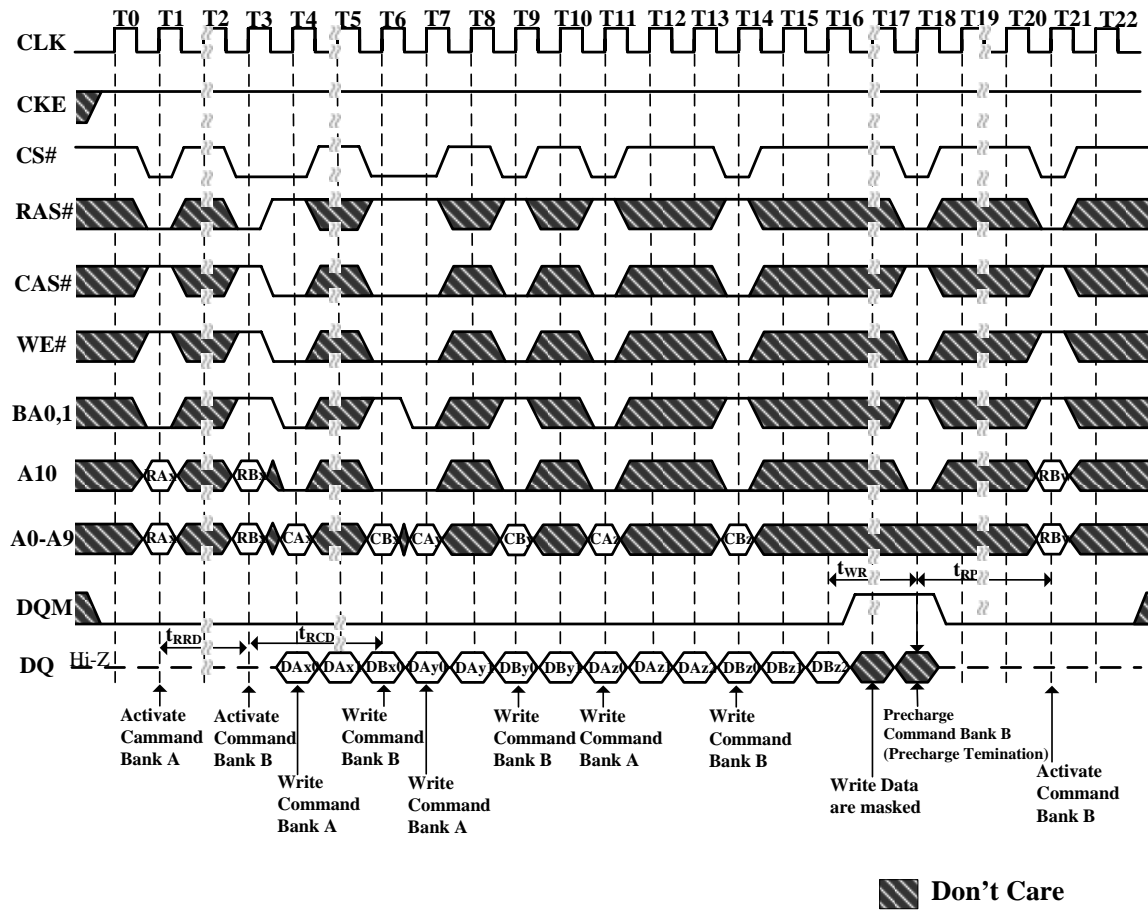 T0 T1 T2 T3 T4 T5 T6 T7 T8 T9 T10 T11 T12 T13 T14 T15 T16 T17 T18 T19 T20 T21 T22
CLK
CKE
CS#
RAS#
CAS#
WE#
BA0,1
A10 RAx RBx RBy
A0-A9 RAx RBx CAx CBx CAy CBy CAz CBz RBy
tWR tRP
DQM
tRRD tRCD
DQ Hi-Z DAx0 DAx1 DBx0 DAy0 DAy1 DBy0 DBy1 DAz0 DAz1 DAz2 DBz0 DBz1 DBz2
Activate
Cammand
Bank A
Activate
Command
Bank B
Write
Command
Bank B
Write
Command
Bank B
Write
Command
Bank A
Write
Command
Bank B
Precharge
Command Bank B
(Precharge Temination)
Write
Command
Bank A
Write
Command
Bank A
Write Data
are masked
Activate
Command
Bank B
Don't Care